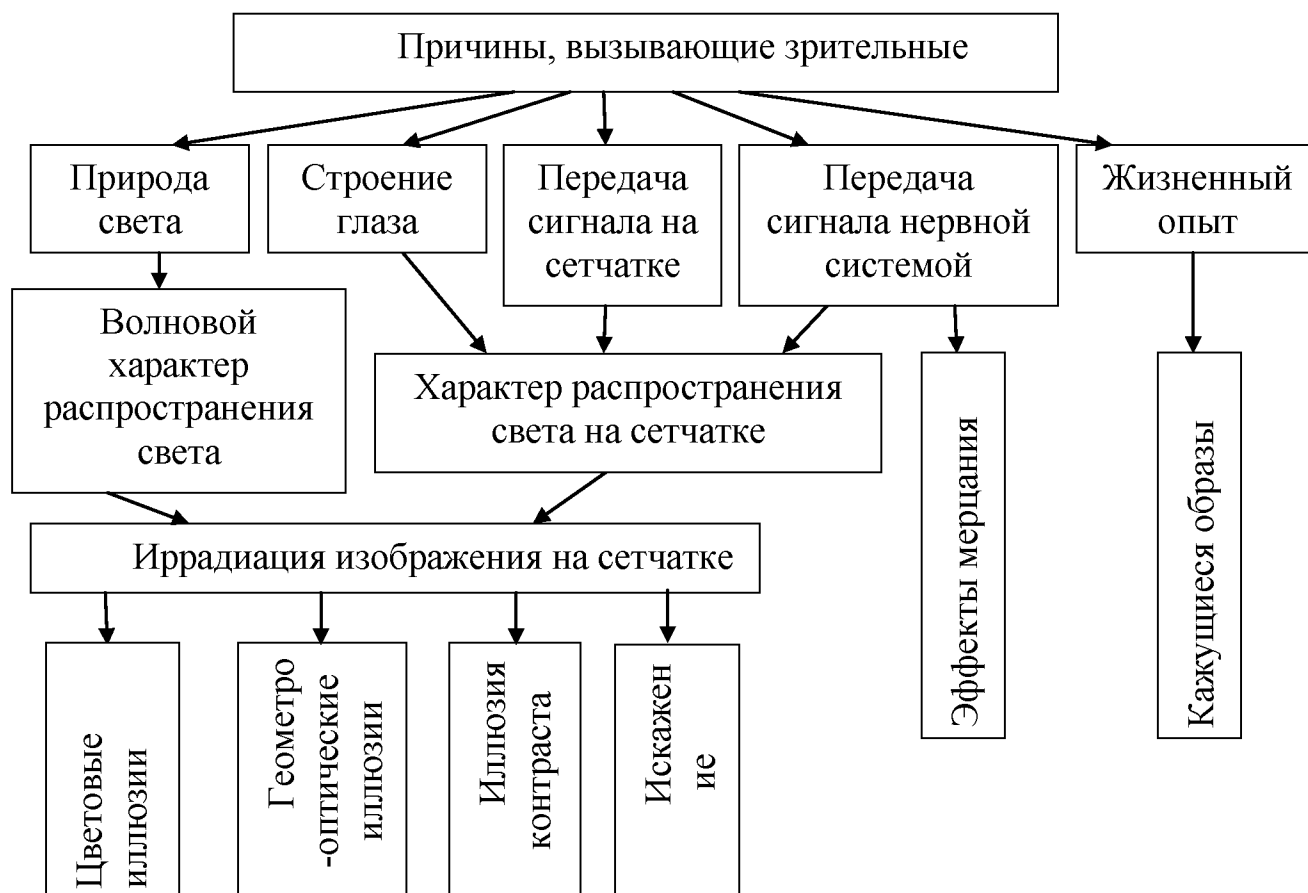 Причины, вызывающие зрительные
Природа
света
Строение
глаза
Передача
сигнала на
сетчатке
Передача
сигнала нервной
системой
Жизненный
опыт
Волновой
характер
распространения
света
Характер распространения
света на сетчатке
Иррадиация изображения на сетчатке
Цветовые
иллюзии
Геометро
-оптические
иллюзии
Иллюзия
контраста
Искажен
ие
Эффекты мерцания
Кажущиеся образы